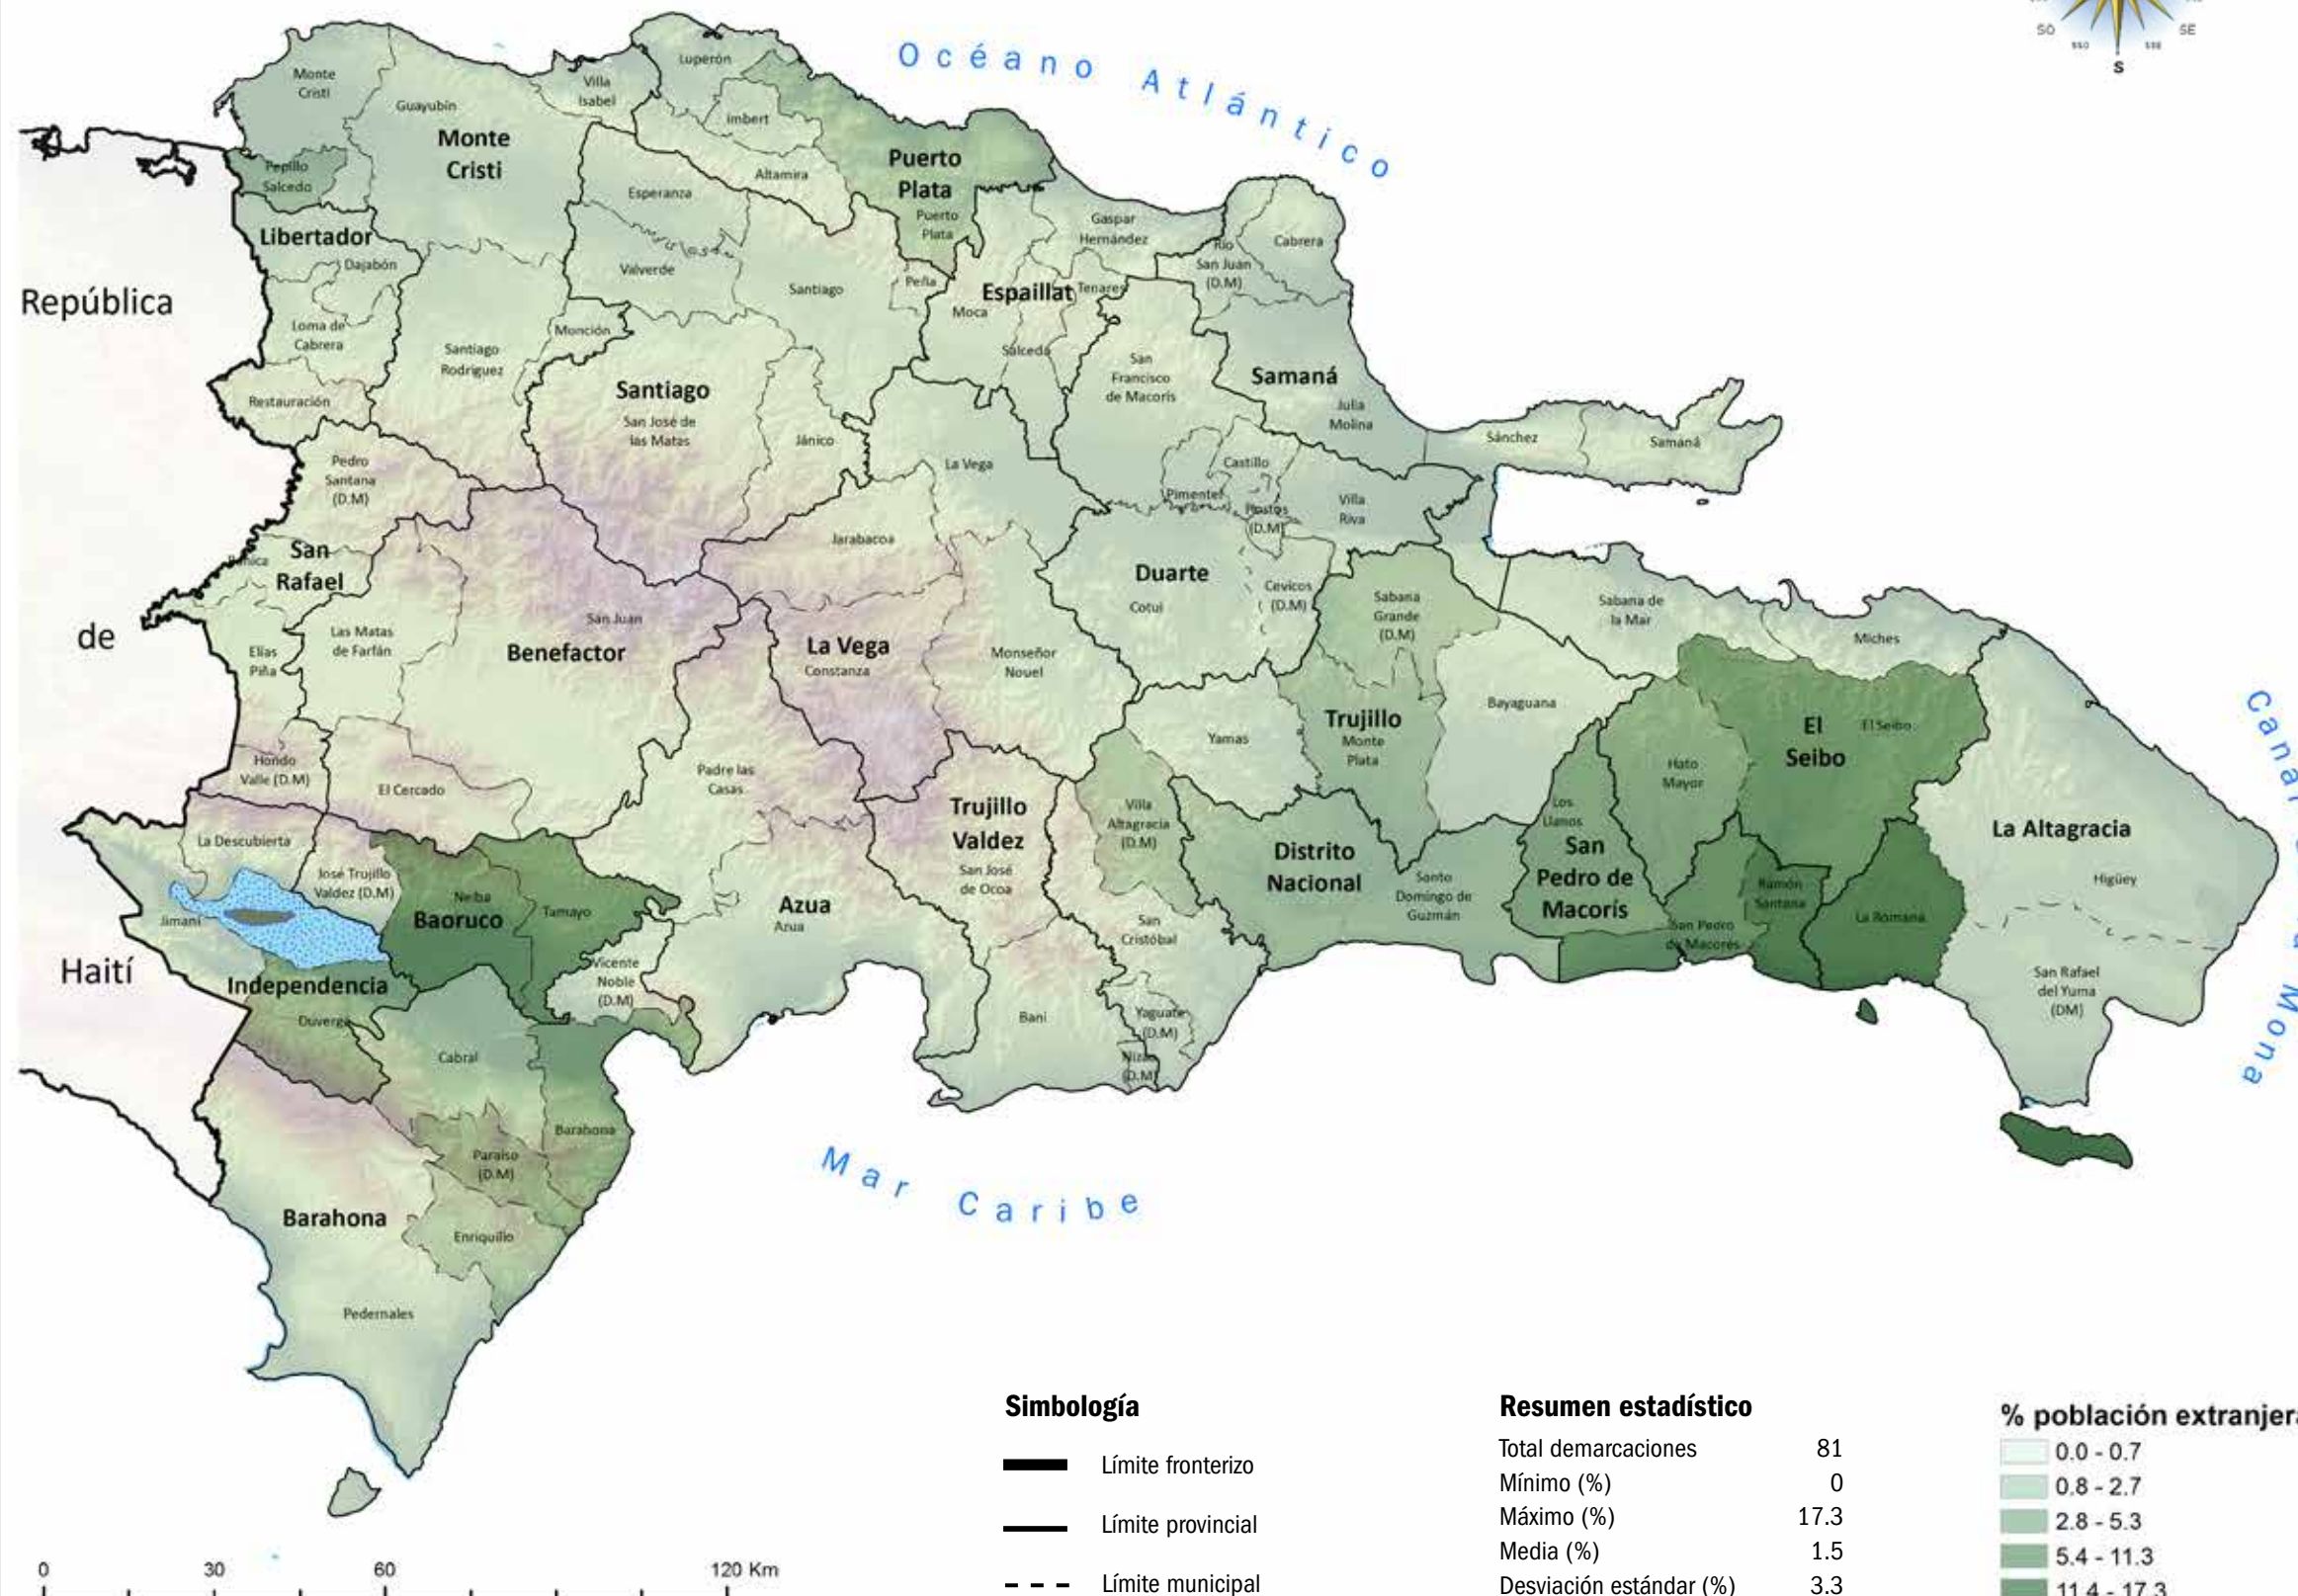 SO
SSO
S
SSE
SE
Océano Atlántico
Canal
Mona
Mar Caribe
República
de
Haití
Monte
Cristi
Guayubín
Monte
Cristi
Villa
Isabel
Luperón
Imbert
Altamira
Puerto
Plata
Puerto
Plata
Pepillo
Salcedo
Libertador
Dajabón
Loma de
Cabrera
Restauración
Esperanza
Valverde
Santiago
Peña
Monción
Santiago
Rodriguez
Santiago
San José de
las Matas
Jánico
Gaspar
Hernández
Espaillat
Moca
Tenares
Salcedo
Río
San Juan
(D.M)
Cabrera
San
Francisco
de Macorís
Samaná
Julia
Molina
Sánchez
Samaná
La Vega
Castillo
Pimentel
Hostos
(D.M)
Villa
Riva
Pedro
Santana
(D.M)
San
Rafael
Elías
Piña
Las Matas
de Farfán
San Juan
Benefactor
Jarabacoa
La Vega
Constanza
Monseñor
Nouel
Duarte
Cotui
Cevicos
(D.M)
Sabana
Grande
(D.M)
Sabana de
la Mar
Miches
Hondo
Valle (D.M)
El Cercado
Padre las
Casas
Yamas
Trujillo
Monte
Plata
Bayaguana
Hato
Mayor
El
Seibo
El Seibo
La Altagracia
Higüey
La Descubierta
José Trujillo
Valdez (D.M)
Jimaní
Neiba
Baoruco
Tamayo
Trujillo
Valdez
San José
de Ocoa
Villa
Altagracia
(D.M)
Distrito
Nacional
Santo
Domingo de
Guzmán
Los
Llanos
San
Pedro de
Macorís
San Pedro
de Macorés
Ramón
Santana
La Romana
Azua
Azua
San
Cristóbal
Vicente
Noble
(D.M)
Independencia
Duvergé
Cabral
Baní
Yaguate
(D.M)
Nizao
(D.M)
San Rafael
del Yuma
(DM)
Barahona
Paraíso
(D.M)
Barahona
Enriquillo
Pedernales
0 30 60 120 Km
Simbología
Límite fronterizo
Límite provincial
Límite municipal
Resumen estadístico
Total demarcaciones 81
Mínimo (%) 0
Máximo (%) 17.3
Media (%) 1.5
Desviación estándar (%) 3.3
% población extranjera
0.0 - 0.7
0.8 - 2.7
2.8 - 5.3
5.4 - 11.3
11.4 - 17.3